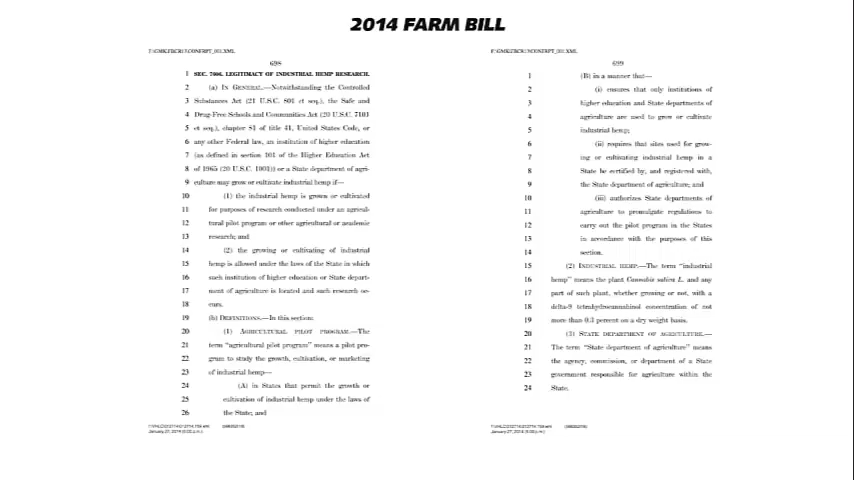 2014 FARM BILL
698
1 SEC. 7606. LEGITIMACY OF INDUSTRIAL HEMP RESEARCH.
2 (a) IN GENERAL.—Notwithstanding the Controlled
3 Substances Act (21 U.S.C. 801 et seq.), the Safe and
4 Drug-Free Schools and Communities Act (20 U.S.C. 7101
5 et seq.), chapter 81 of title 41, United States Code, or
6 any other Federal law, an institution of higher education
7 (as defined in section 101 of the Higher Education Act
8 of 1965 (20 U.S.C. 1001)) or a State department of agri-
9 culture may grow or cultivate industrial hemp if—
10 (1) the industrial hemp is grown or cultivated
11 for purposes of research conducted under an agricul-
12 tural pilot program or other agricultural or academic
13 research; and
14 (2) the growing or cultivating of industrial
15 hemp is allowed under the laws of the State in which
16 such institution of higher education or State depart-
17 ment of agriculture is located and such research oc-
18 curs.
19 (b) DEFINITIONS.—In this section:
20 (1) AGRICULTURAL PILOT PROGRAM.—The
21 term "agricultural pilot program" means a pilot pro-
22 gram to study the growth, cultivation, or marketing
23 of industrial hemp—
24 (A) in States that permit the growth or
25 cultivation of industrial hemp under the laws of
26 the State; and
January 27, 2014 (5:00 p.m.)
699
1 (B) in a manner that—
2 (i) ensures that only institutions of
3 higher education and State departments of
4 agriculture are used to grow or cultivate
5 industrial hemp;
6 (ii) requires that sites used for grow-
7 ing or cultivating industrial hemp in a
8 State be certified by, and registered with,
9 the State department of agriculture; and
10 (iii) authorizes State departments of
11 agriculture to promulgate regulations to
12 carry out the pilot program in the States
13 in accordance with the purposes of this
14 section.
15 (2) INDUSTRIAL HEMP.—The term "industrial
16 hemp" means the plant Cannabis sativa L. and any
17 part of such plant, whether growing or not, with a
18 delta-9 tetrahydrocannabinol concentration of not
19 more than 0.3 percent on a dry weight basis.
20 (3) STATE DEPARTMENT OF AGRICULTURE.—
21 The term "State department of agriculture" means
22 the agency, commission, or department of a State
23 government responsible for agriculture within the
24 State.
January 27, 2014 (5:00 p.m.)